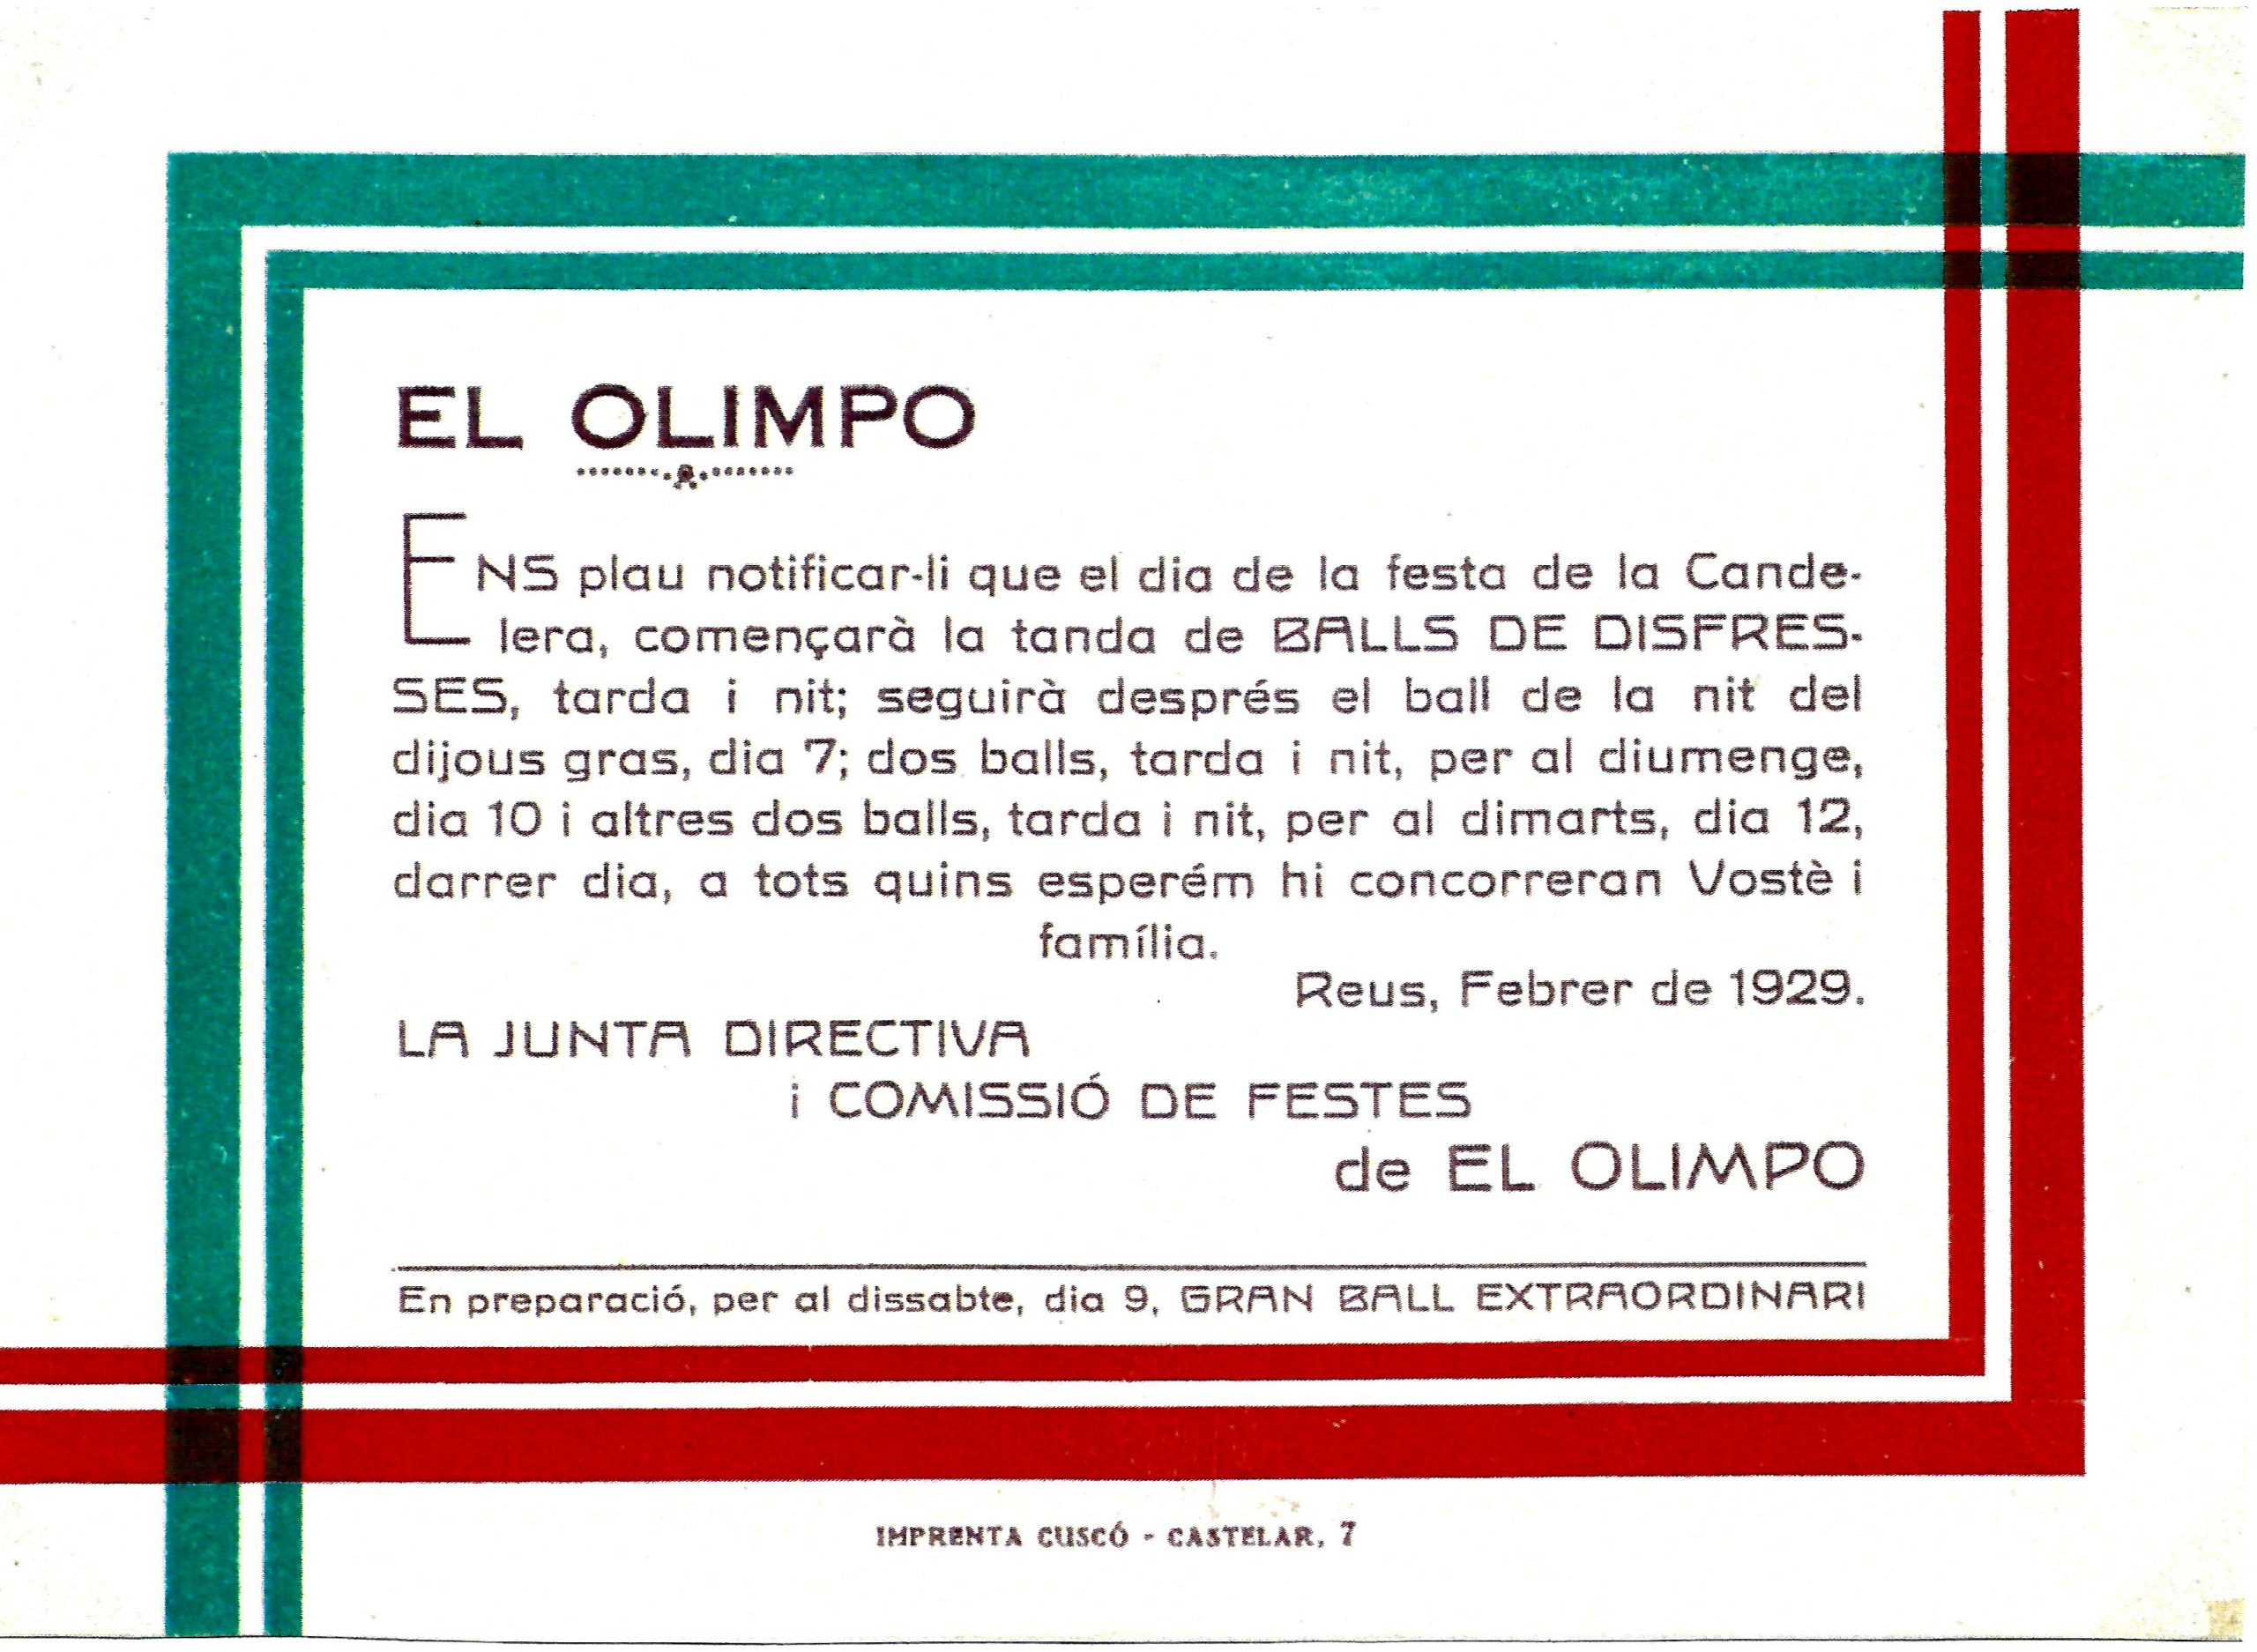 EL OLIMPO
ENS plau notificar-li que el dia de la festa de la Cande-
lera, començarà la tanda de BALLS DE DISFRES-
SES, tarda i nit; seguirà després el ball de la nit del
dijous gras, dia 7; dos balls, tarda i nit, per al diumenge,
dia 10 i altres dos balls, tarda i nit, per al dimarts, dia 12,
darrer dia, a tots quins esperém hi concorreran Vostè i
família.
Reus, Febrer de 1929.
LA JUNTA DIRECTIVA
i COMISSIÓ DE FESTES
de EL OLIMPO
En preparació, per al dissabte, dia 9, GRAN BALL EXTRAORDINARI
IMPRENTA CUSCÓ - CASTELAR, 7